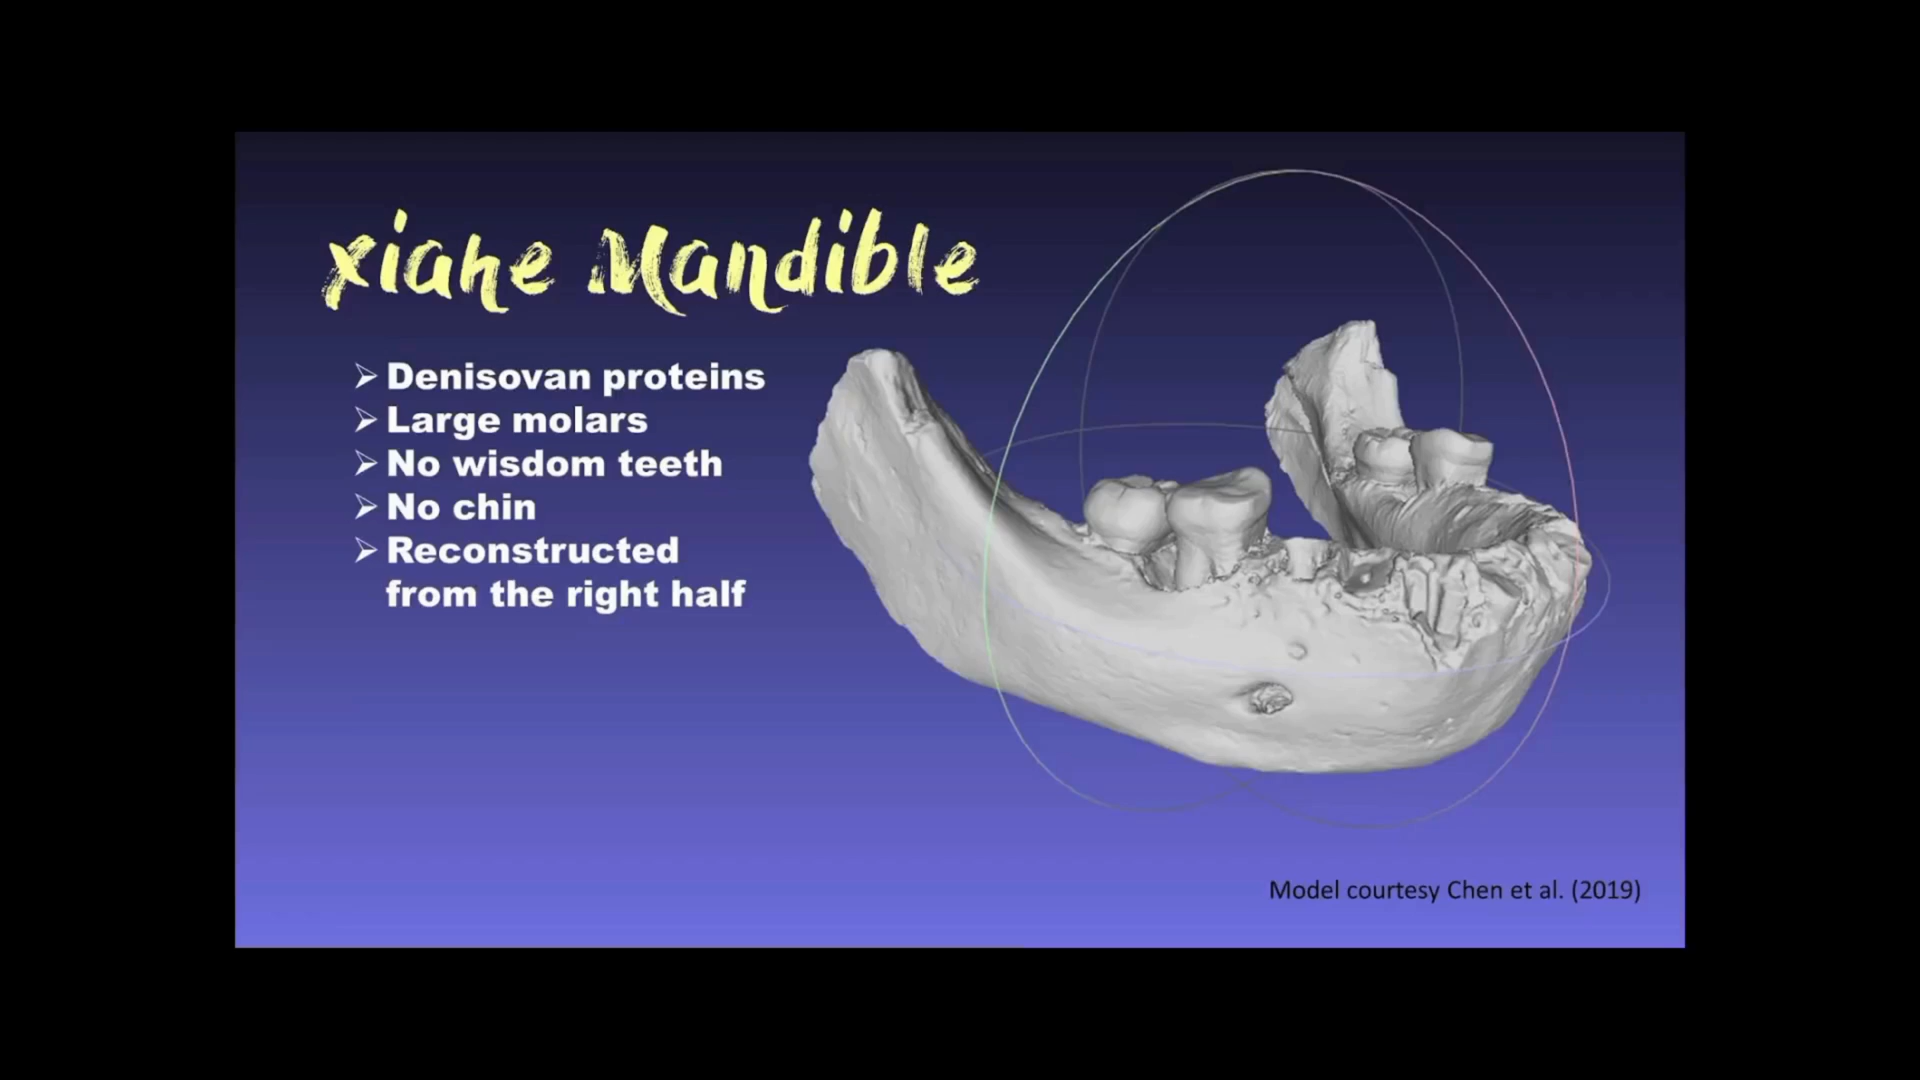 xiahe Mandible
➢ Denisovan proteins
➢ Large molars
➢ No wisdom teeth
➢ No chin
➢ Reconstructed
from the right half
Model courtesy Chen et al. (2019)